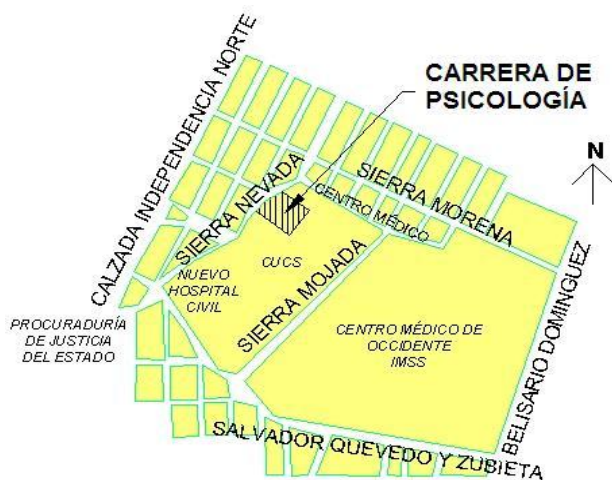 CARRERA DE
PSICOLOGÍA
N
CALZADA INDEPENDENCIA NORTE
SIERRA NEVADA
SIERRA MORENA
CENTRO MÉDICO
CUCS
NUEVO
HOSPITAL
CIVIL
SIERRA MOJADA
PROCURADURÍA
DE JUSTICIA
DEL ESTADO
CENTRO MÉDICO DE
OCCIDENTE
IMSS
BELISARIO DOMINGUEZ
SALVADOR QUEVEDO Y ZUBIETA